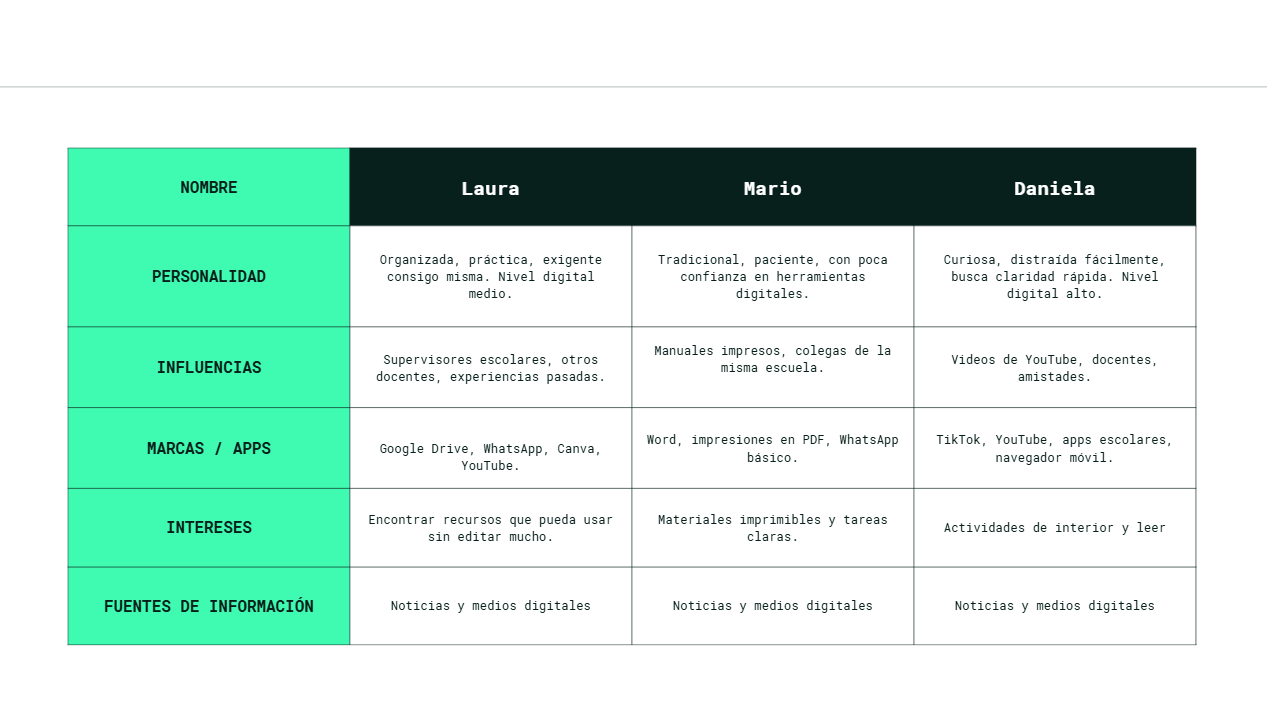 NOMBRE
Laura
Mario
Daniela
PERSONALIDAD
Organizada, práctica, exigente
consigo misma. Nivel digital
medio.
Tradicional, paciente, con poca
confianza en herramientas
digitales.
Curiosa, distraída fácilmente,
busca claridad rápida. Nivel
digital alto.
INFLUENCIAS
Supervisores escolares, otros
docentes, experiencias pasadas.
Manuales impresos, colegas de la
misma escuela.
Videos de YouTube, docentes,
amistades.
MARCAS / APPS
Google Drive, WhatsApp, Canva,
YouTube.
Word, impresiones en PDF, WhatsApp
básico.
TikTok, YouTube, apps escolares,
navegador móvil.
INTERESES
Encontrar recursos que pueda usar
sin editar mucho.
Materiales imprimibles y tareas
claras.
Actividades de interior y leer
FUENTES DE INFORMACIÓN
Noticias y medios digitales
Noticias y medios digitales
Noticias y medios digitales